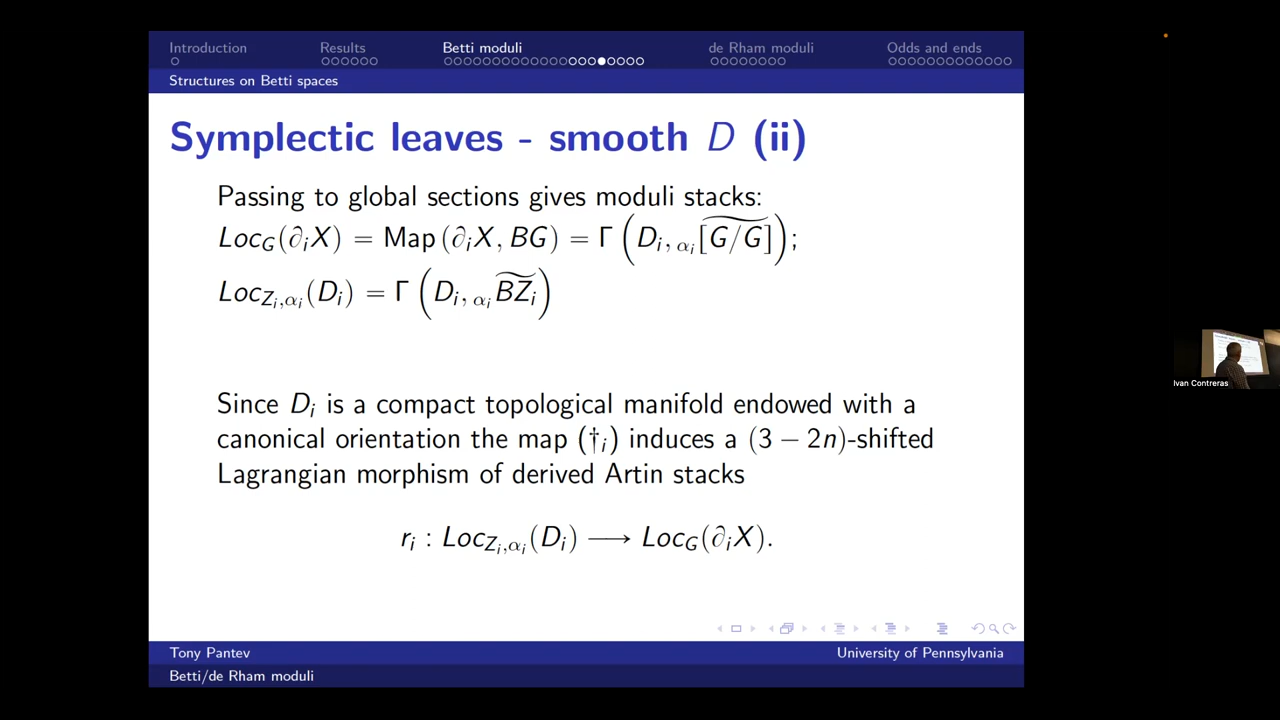 Introduction Results Betti moduli de Rham moduli Odds and ends
Structures on Betti spaces
Symplectic leaves - smooth D (ii)
Passing to global sections gives moduli stacks:
Loc_G(∂_iX) = Map (∂_iX, BG) = Γ (D_i, _{α_i}\widetilde{[G/G]});
Loc_{Z_i,α_i}(D_i) = Γ (D_i, _{α_i}\widetilde{BZ_i})
Since D_i is a compact topological manifold endowed with a
canonical orientation the map (†_i) induces a (3 − 2n)-shifted
Lagrangian morphism of derived Artin stacks
r_i : Loc_{Z_i,α_i}(D_i) ⟶ Loc_G(∂_iX).
Tony Pantev University of Pennsylvania
Betti/de Rham moduli
Ivan Contreras